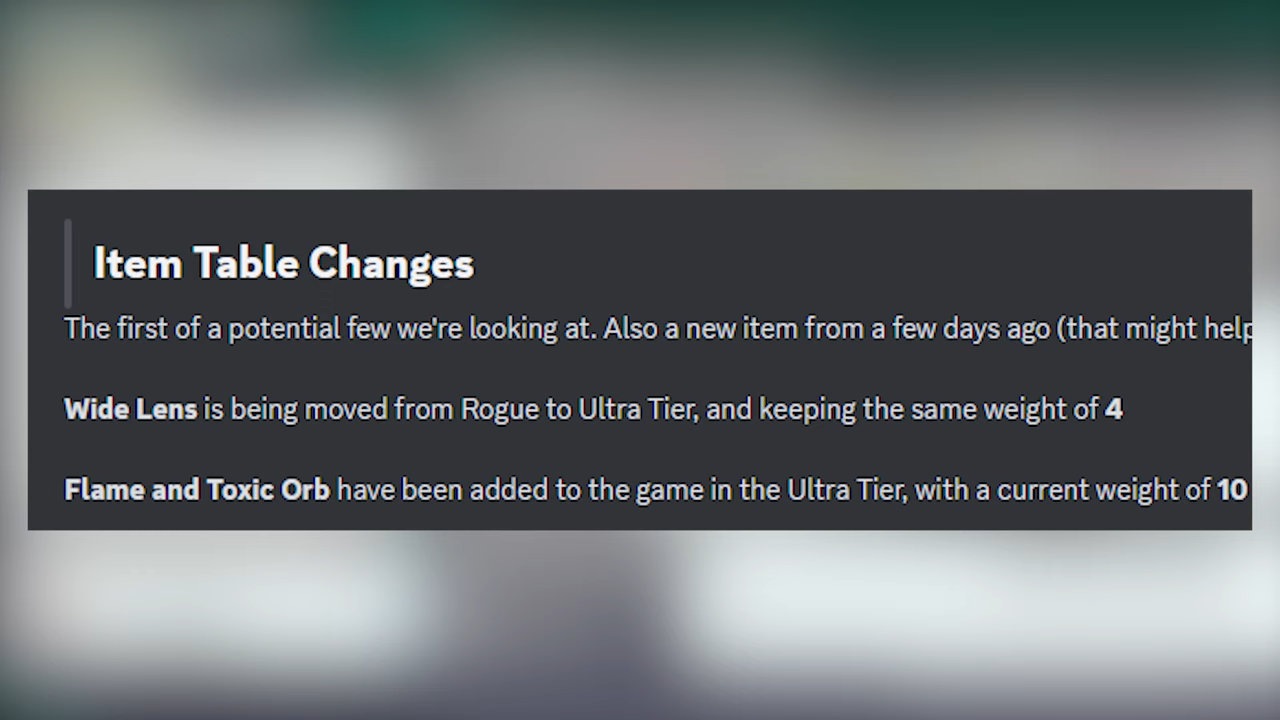 Item Table Changes
The first of a potential few we're looking at. Also a new item from a few days ago (that might help
Wide Lens is being moved from Rogue to Ultra Tier, and keeping the same weight of 4
Flame and Toxic Orb have been added to the game in the Ultra Tier, with a current weight of 10